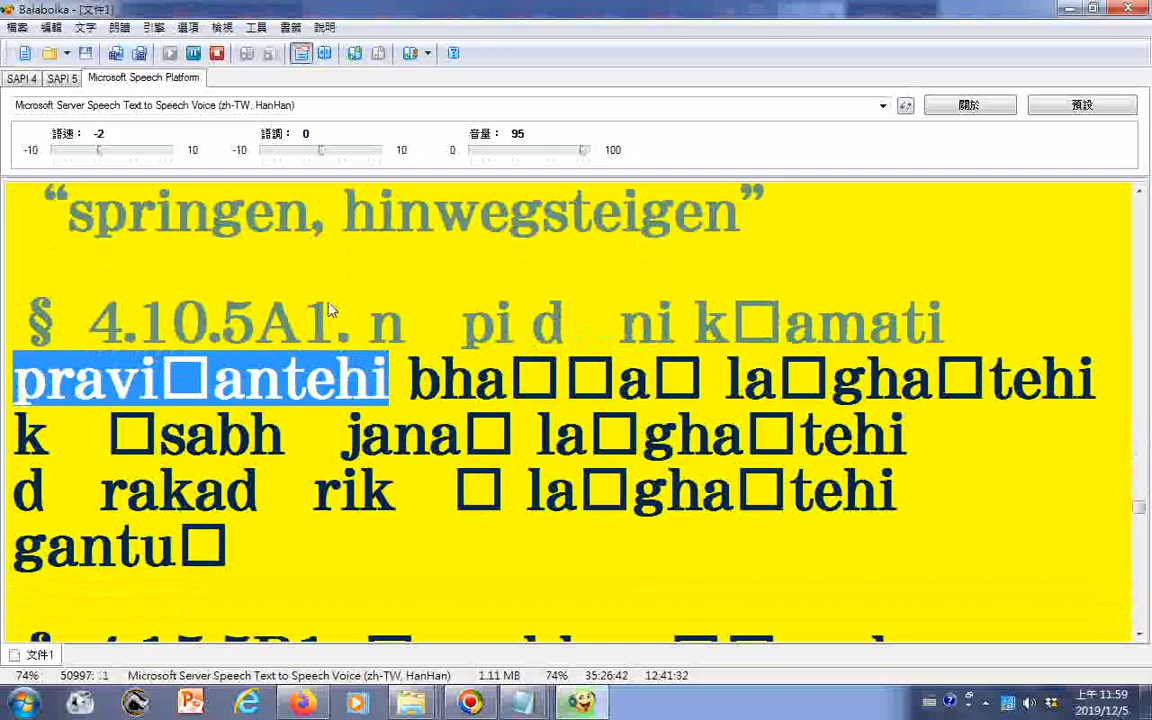 Balabolka - [文件1]
檔案 編輯 文字 朗讀 引擎 選項 檢視 工具 書籤 說明
SAPI 4 SAPI 5 Microsoft Speech Platform
Microsoft Server Speech Text to Speech Voice (zh-TW, HanHan) 關於 預設
語速： -2 語調： 0 音量： 95
-10 10 -10 10 0 100
“springen, hinwegsteigen”
§ 4.10.5A1. n pi d ni k□amati
pravi□antehi bha□□a□ la□gha□tehi
k □sabh jana□ la□gha□tehi
d rakad rik □ la□gha□tehi
gantu□
文件1
74% Microsoft Server Speech Text to Speech Voice (zh-TW, HanHan) 1.11 MB 74% 35:26:42 12:41:32
上午 11:59
2019/12/5